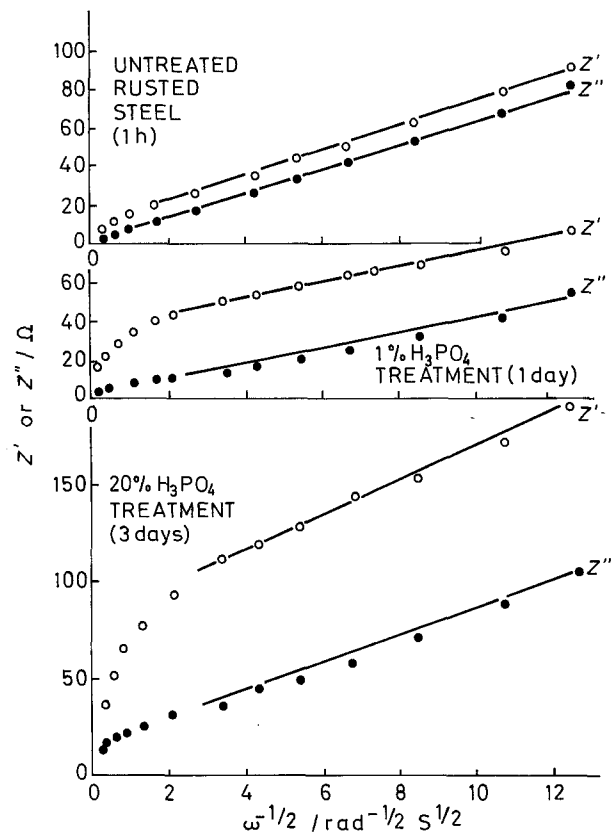 100
80
60
40
20
0
UNTREATED
RUSTED
STEEL
(1h)
Z'
Z"
0
60
40
20
0
Z'
Z"
1% H₃PO₄
TREATMENT (1 day)
150
100
50
0
20% H₃PO₄
TREATMENT
(3 days)
Z'
Z"
0 2 4 6 8 10 12
Z' or Z" / Ω
ω⁻¹/² / rad⁻¹/² S¹/²